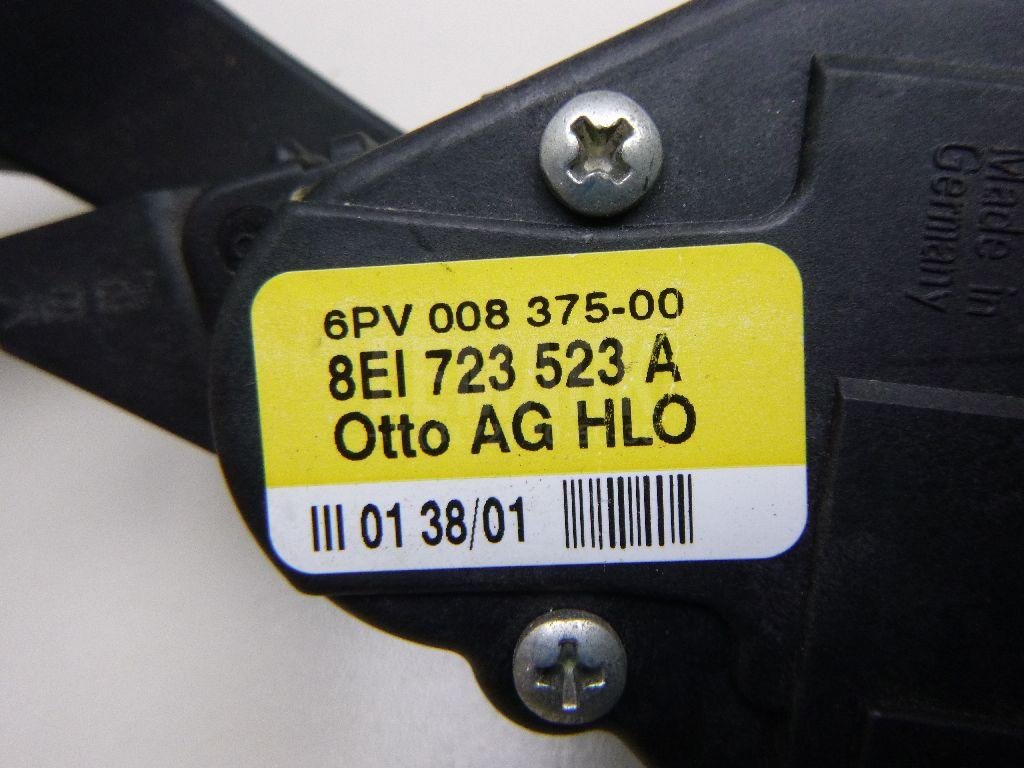 6PV 008 375-00
8EI 723 523 A
Otto AG HLO
III 01 38/01
Made in
Germany